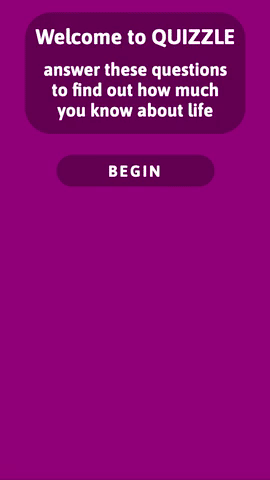 Welcome to QUIZZLE
answer these questions
to find out how much
you know about life
BEGIN